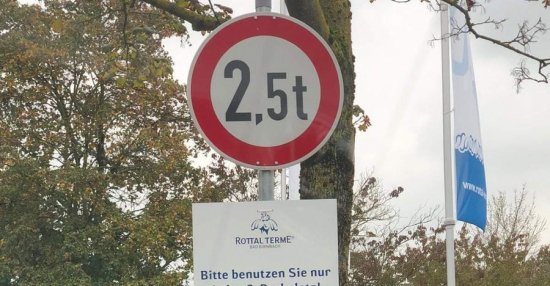 2,5t
ROTTAL TERME
BAD BIRNBACH
Bitte benutzen Sie nur